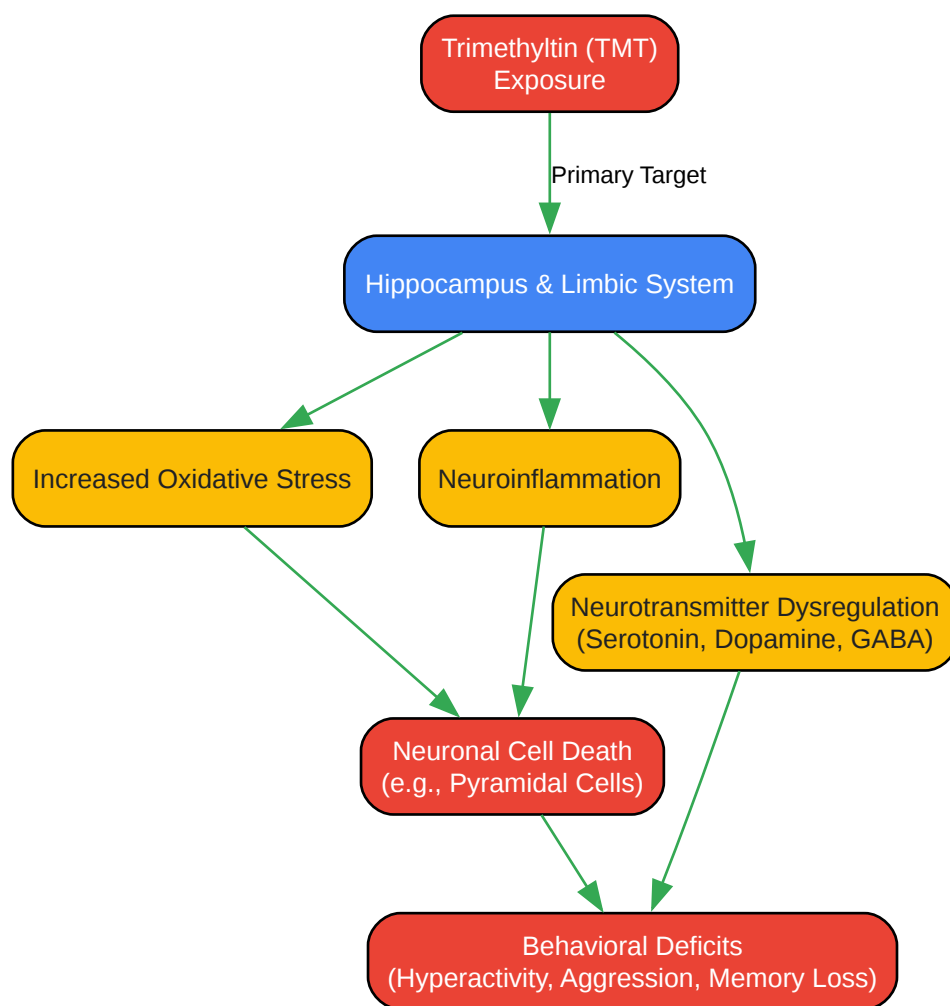 Trimethyltin (TMT)
Exposure
Primary Target
Hippocampus & Limbic System
Increased Oxidative Stress
Neuroinflammation
Neurotransmitter Dysregulation
(Serotonin, Dopamine, GABA)
Neuronal Cell Death
(e.g., Pyramidal Cells)
Behavioral Deficits
(Hyperactivity, Aggression, Memory Loss)